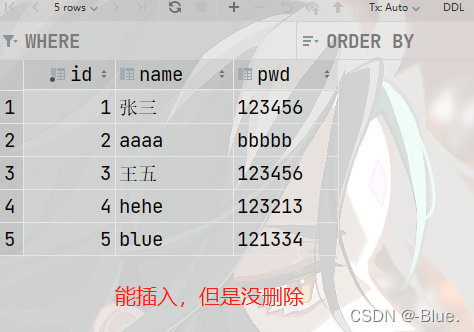 5 rows Tx: Auto DDL
WHERE ORDER BY
id name pwd
1 1 张三 123456
2 2 aaaa bbbbb
3 3 王五 123456
4 4 hehe 123213
5 5 blue 121334
能插入，但是没删除
CSDN @-Blue.